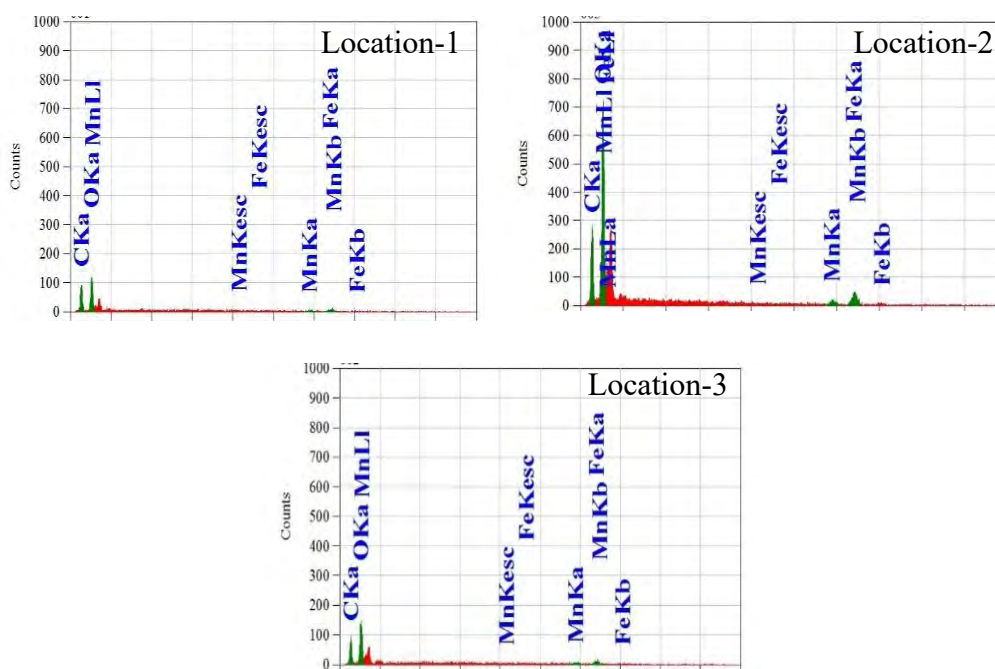 Location-1
1000
900
800
700
600
500
400
300
200
100
0
Counts
CKa
OKa MnLl
MnKesc
FeKesc
MnKa
MnKb FeKa
FeKb
Location-2
1000
900
800
700
600
500
400
300
200
100
0
Counts
CKa
MnLl OKa
MnLa
MnKesc
FeKesc
MnKa
MnKb FeKa
FeKb
Location-3
1000
900
800
700
600
500
400
300
200
100
0
Counts
CKa
OKa MnLl
MnKesc
FeKesc
MnKa
MnKb FeKa
FeKb